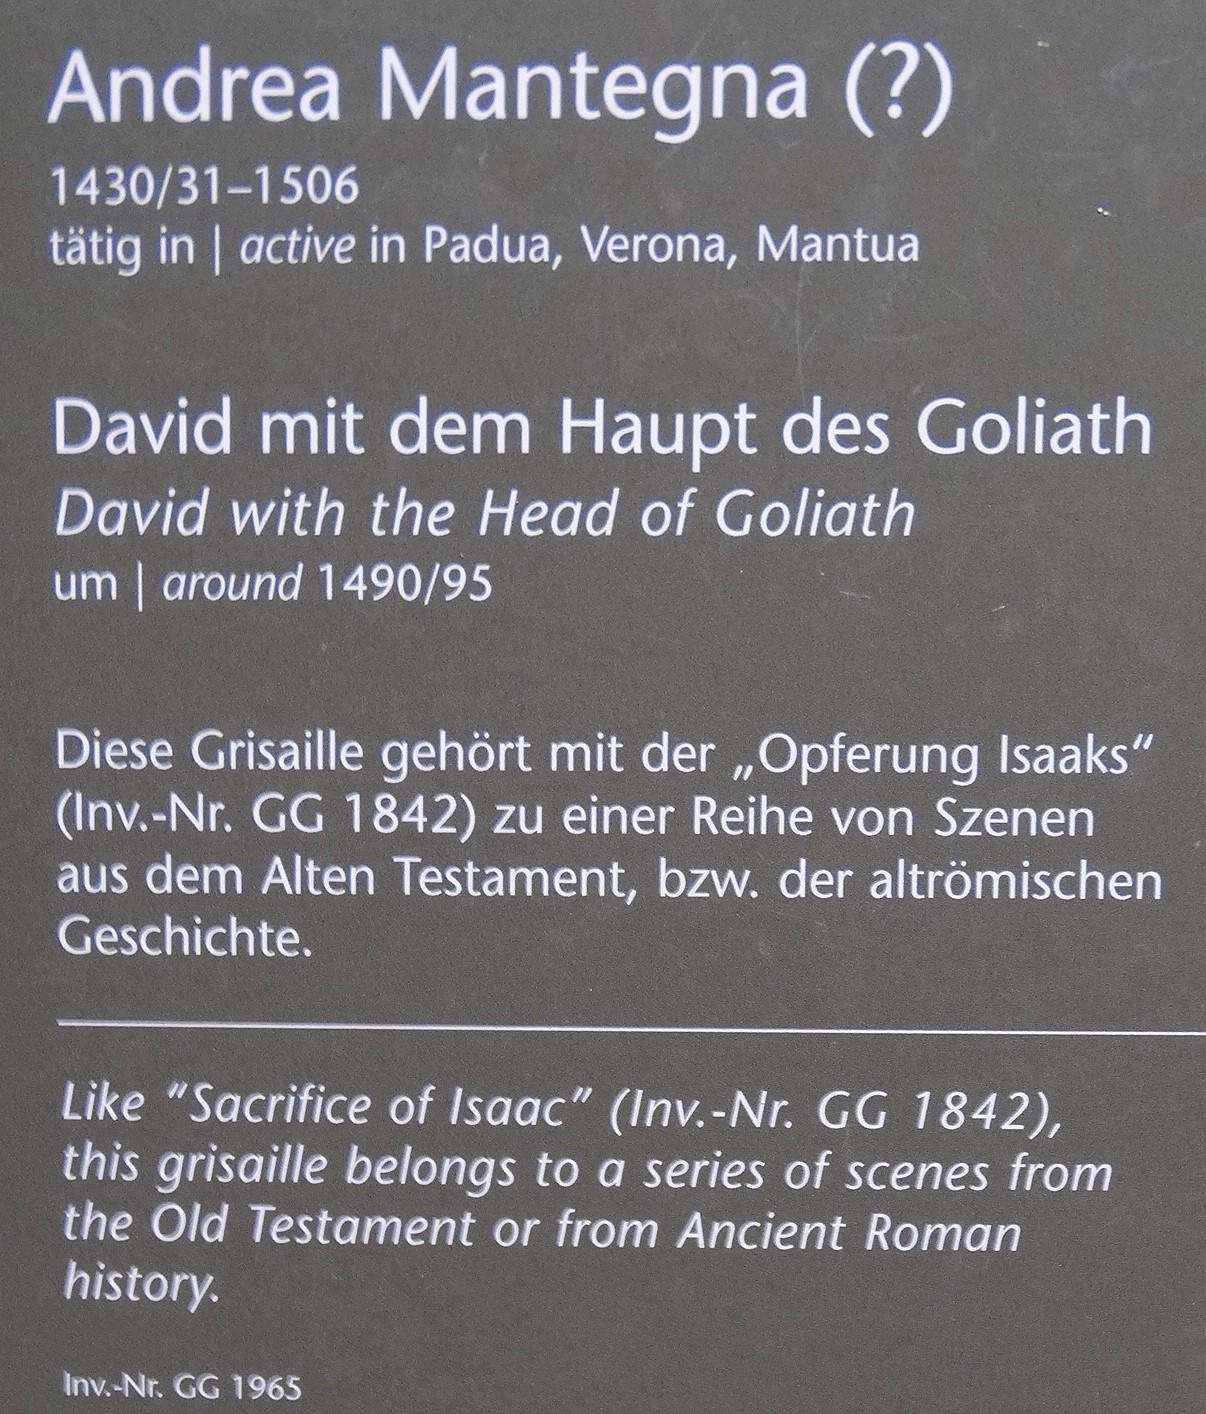 Andrea Mantegna (?)
1430/31–1506
tätig in | active in Padua, Verona, Mantua
David mit dem Haupt des Goliath
David with the Head of Goliath
um | around 1490/95
Diese Grisaille gehört mit der „Opferung Isaaks“
(Inv.-Nr. GG 1842) zu einer Reihe von Szenen
aus dem Alten Testament, bzw. der altrömischen
Geschichte.
Like “Sacrifice of Isaac” (Inv.-Nr. GG 1842),
this grisaille belongs to a series of scenes from
the Old Testament or from Ancient Roman
history.
Inv.-Nr. GG 1965